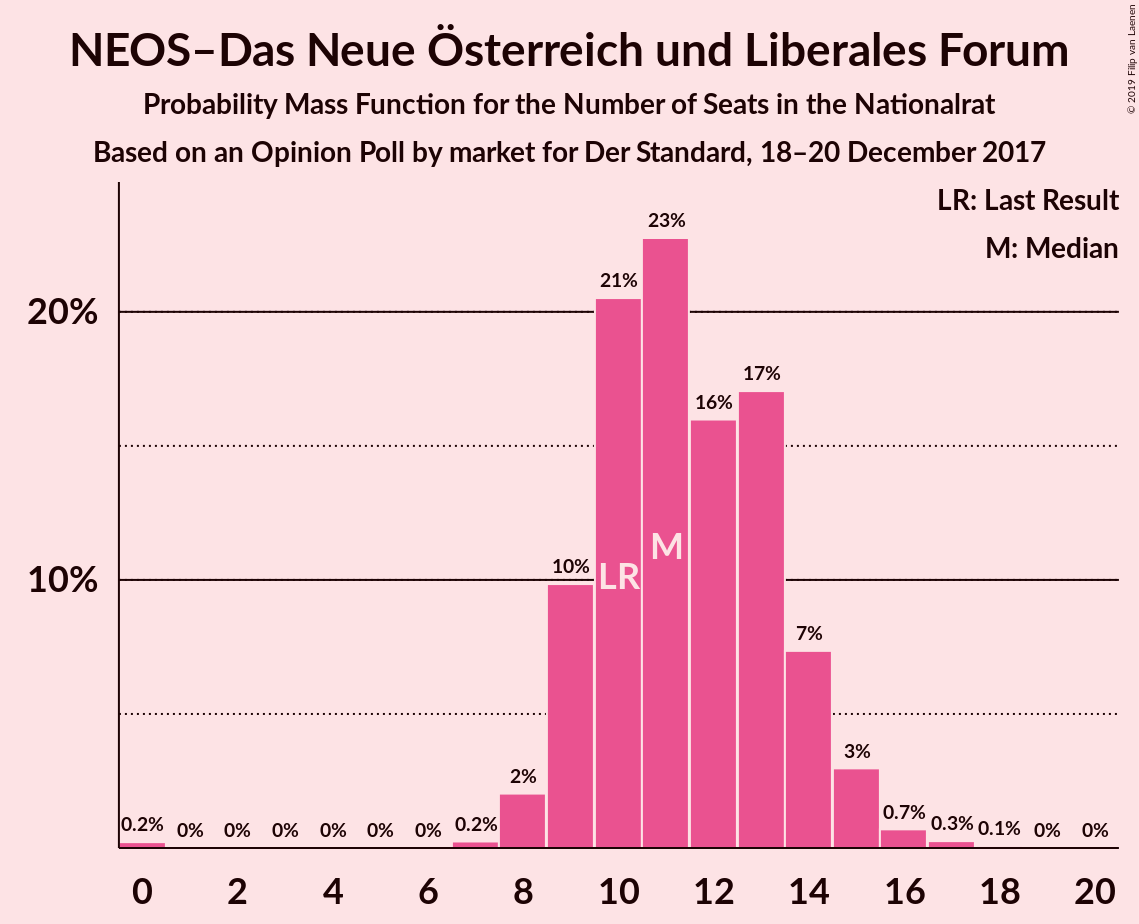 NEOS–Das Neue Österreich und Liberales Forum
Probability Mass Function for the Number of Seats in the Nationalrat
Based on an Opinion Poll by market for Der Standard, 18–20 December 2017
© 2019 Filip van Laenen
LR: Last Result
M: Median
20%
10%
0.2% 0% 0% 0% 0% 0% 0% 0.2% 2% 10% 21% 23% 16% 17% 7% 3% 0.7% 0.3% 0.1% 0% 0%
LR
M
0 2 4 6 8 10 12 14 16 18 20